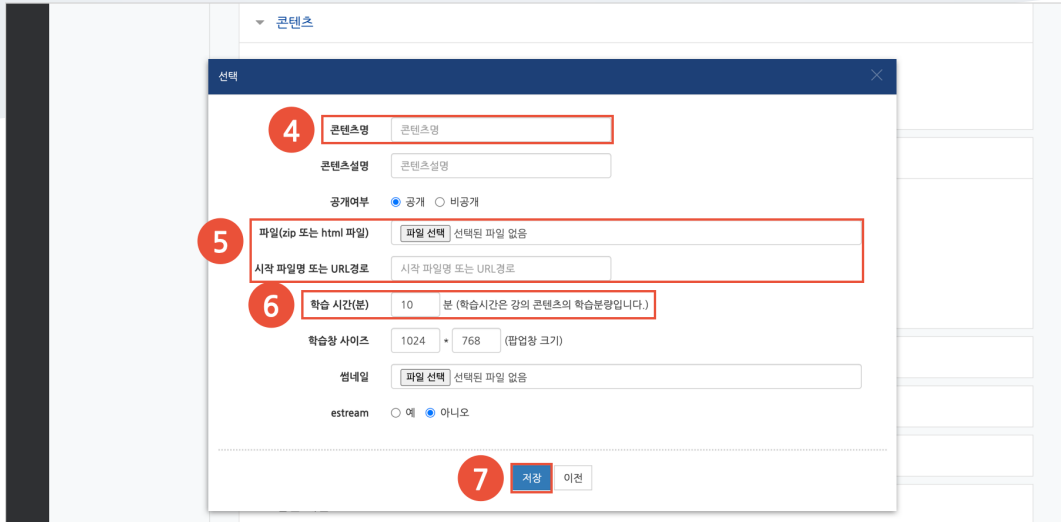 콘텐츠
선택
4 콘텐츠명 콘텐츠명
콘텐츠설명 콘텐츠설명
공개여부 공개 비공개
5 파일(zip 또는 html 파일) 파일 선택 선택된 파일 없음
시작 파일명 또는 URL경로 시작 파일명 또는 URL경로
6 학습 시간(분) 10 분 (학습시간은 강의 콘텐츠의 학습분량입니다.)
학습창 사이즈 1024 * 768 (팝업창 크기)
썸네일 파일 선택 선택된 파일 없음
estream 예 아니오
7 저장 이전